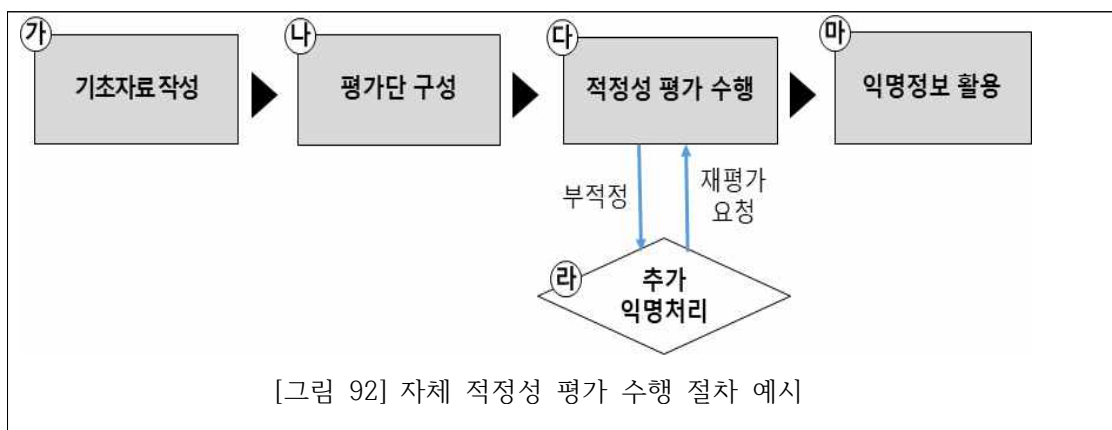 ㉮ 기초자료 작성
㉯ 평가단 구성
㉰ 적정성 평가 수행
㉲ 익명정보 활용
부적정
재평가
요청
㉱ 추가
익명처리
[그림 92] 자체 적정성 평가 수행 절차 예시